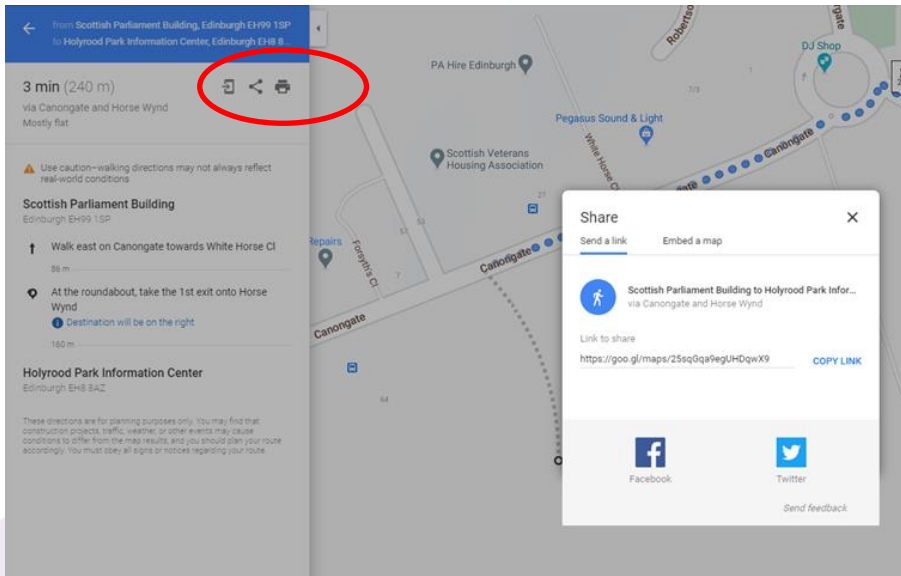 from Scottish Parliament Building, Edinburgh EH99 1SP
to Holyrood Park Information Center, Edinburgh EH8 8...
3 min (240 m)
via Canongate and Horse Wynd
Mostly flat
Use caution–walking directions may not always reflect
real-world conditions
Scottish Parliament Building
Edinburgh EH99 1SP
Walk east on Canongate towards White Horse Cl
86 m
At the roundabout, take the 1st exit onto Horse
Wynd
Destination will be on the right
160 m
Holyrood Park Information Center
Edinburgh EH8 8AZ
These directions are for planning purposes only. You may find that
construction projects, traffic, weather, or other events may cause
conditions to differ from the map results, and you should plan your route
accordingly. You must obey all signs or notices regarding your route.
Robertso
rgate
DJ Shop
PA Hire Edinburgh
7/3
Pegasus Sound & Light
White Horse Cl
Canongate
Scottish Veterans
Housing Association
27
53
53
Repairs
Forsyth's Cl
7
Canongate
Canongate
44
Share
Send a link
Embed a map
Scottish Parliament Building to Holyrood Park Infor...
via Canongate and Horse Wynd
Link to share
https://goo.gl/maps/25sqGqa9egUHDqwX9
COPY LINK
Facebook
Twitter
Send feedback